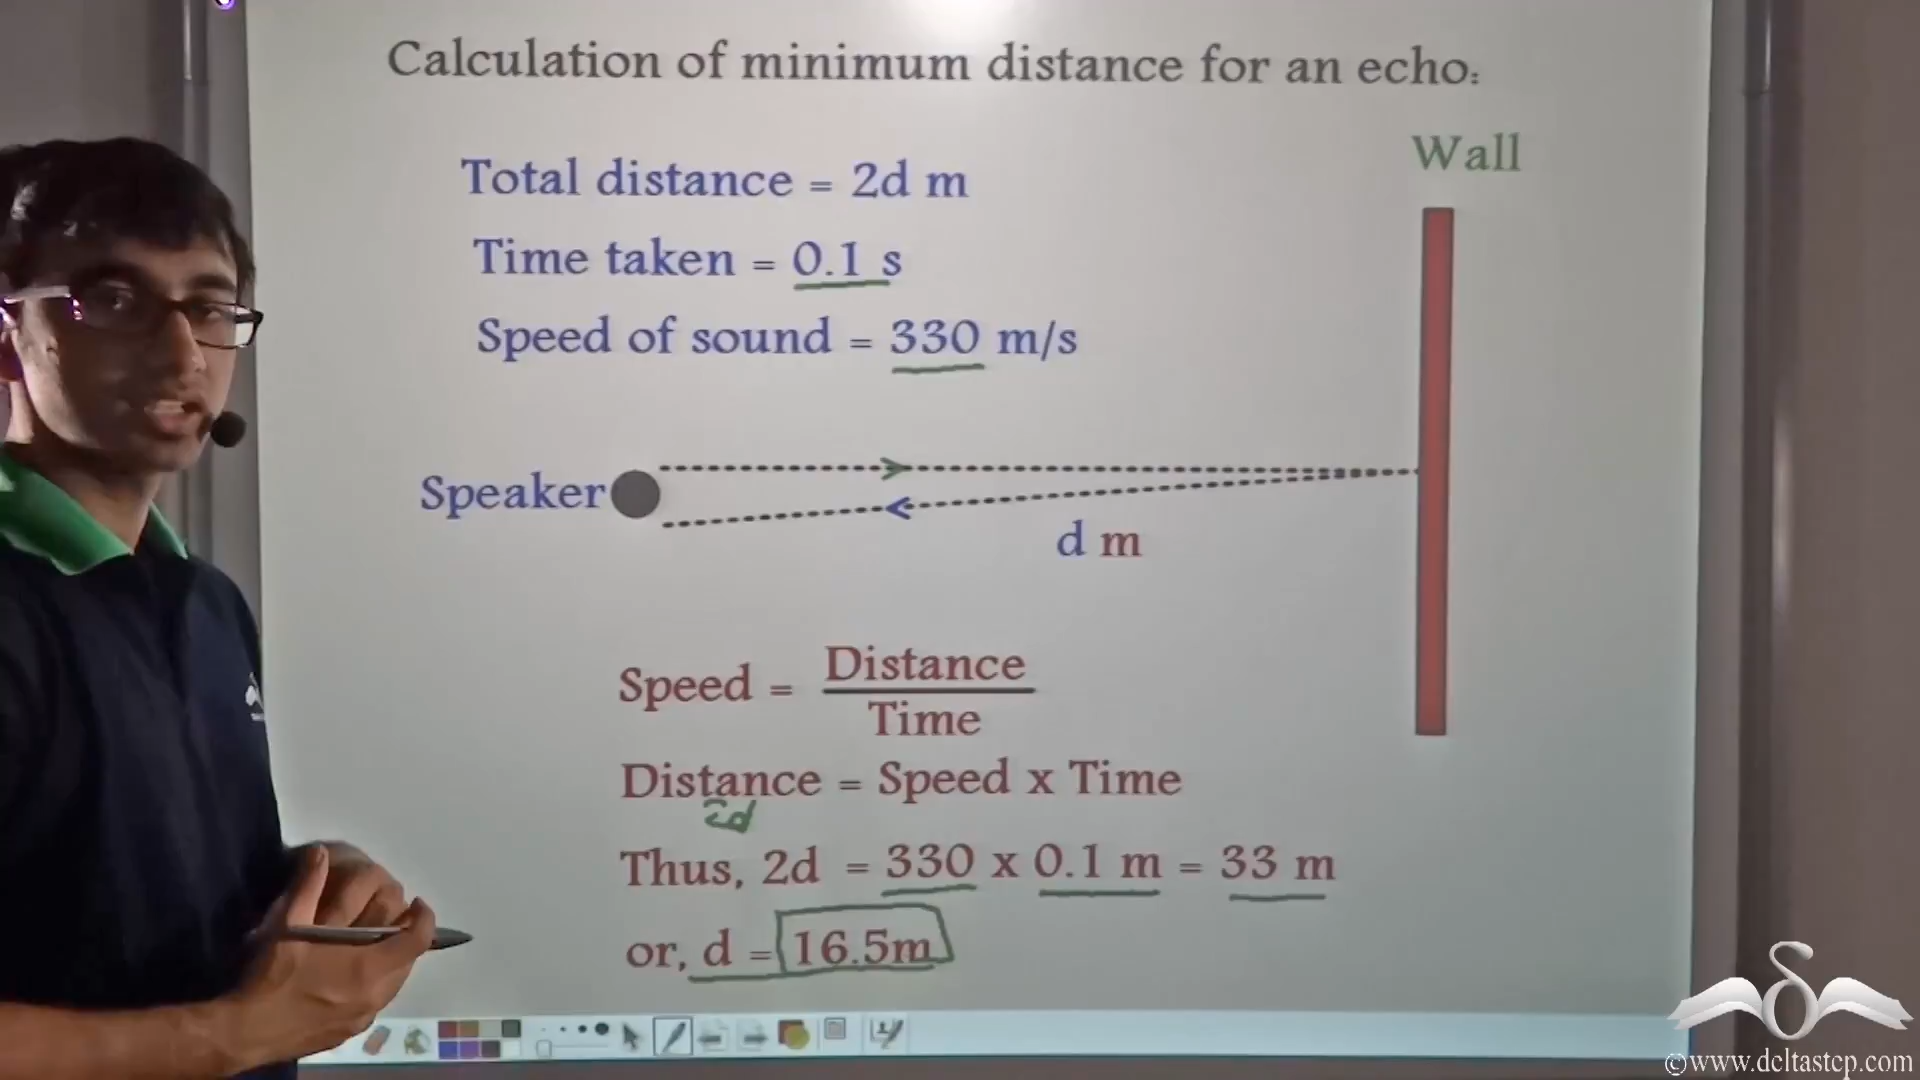 Calculation of minimum distance for an echo:
Wall
Total distance = 2d m
Time taken = 0.1 s
Speed of sound = 330 m/s
Speaker
d m
Speed = Distance
Time
Distance = Speed x Time
2d
Thus, 2d = 330 x 0.1 m = 33 m
or, d = 16.5m
©www.deltastep.com